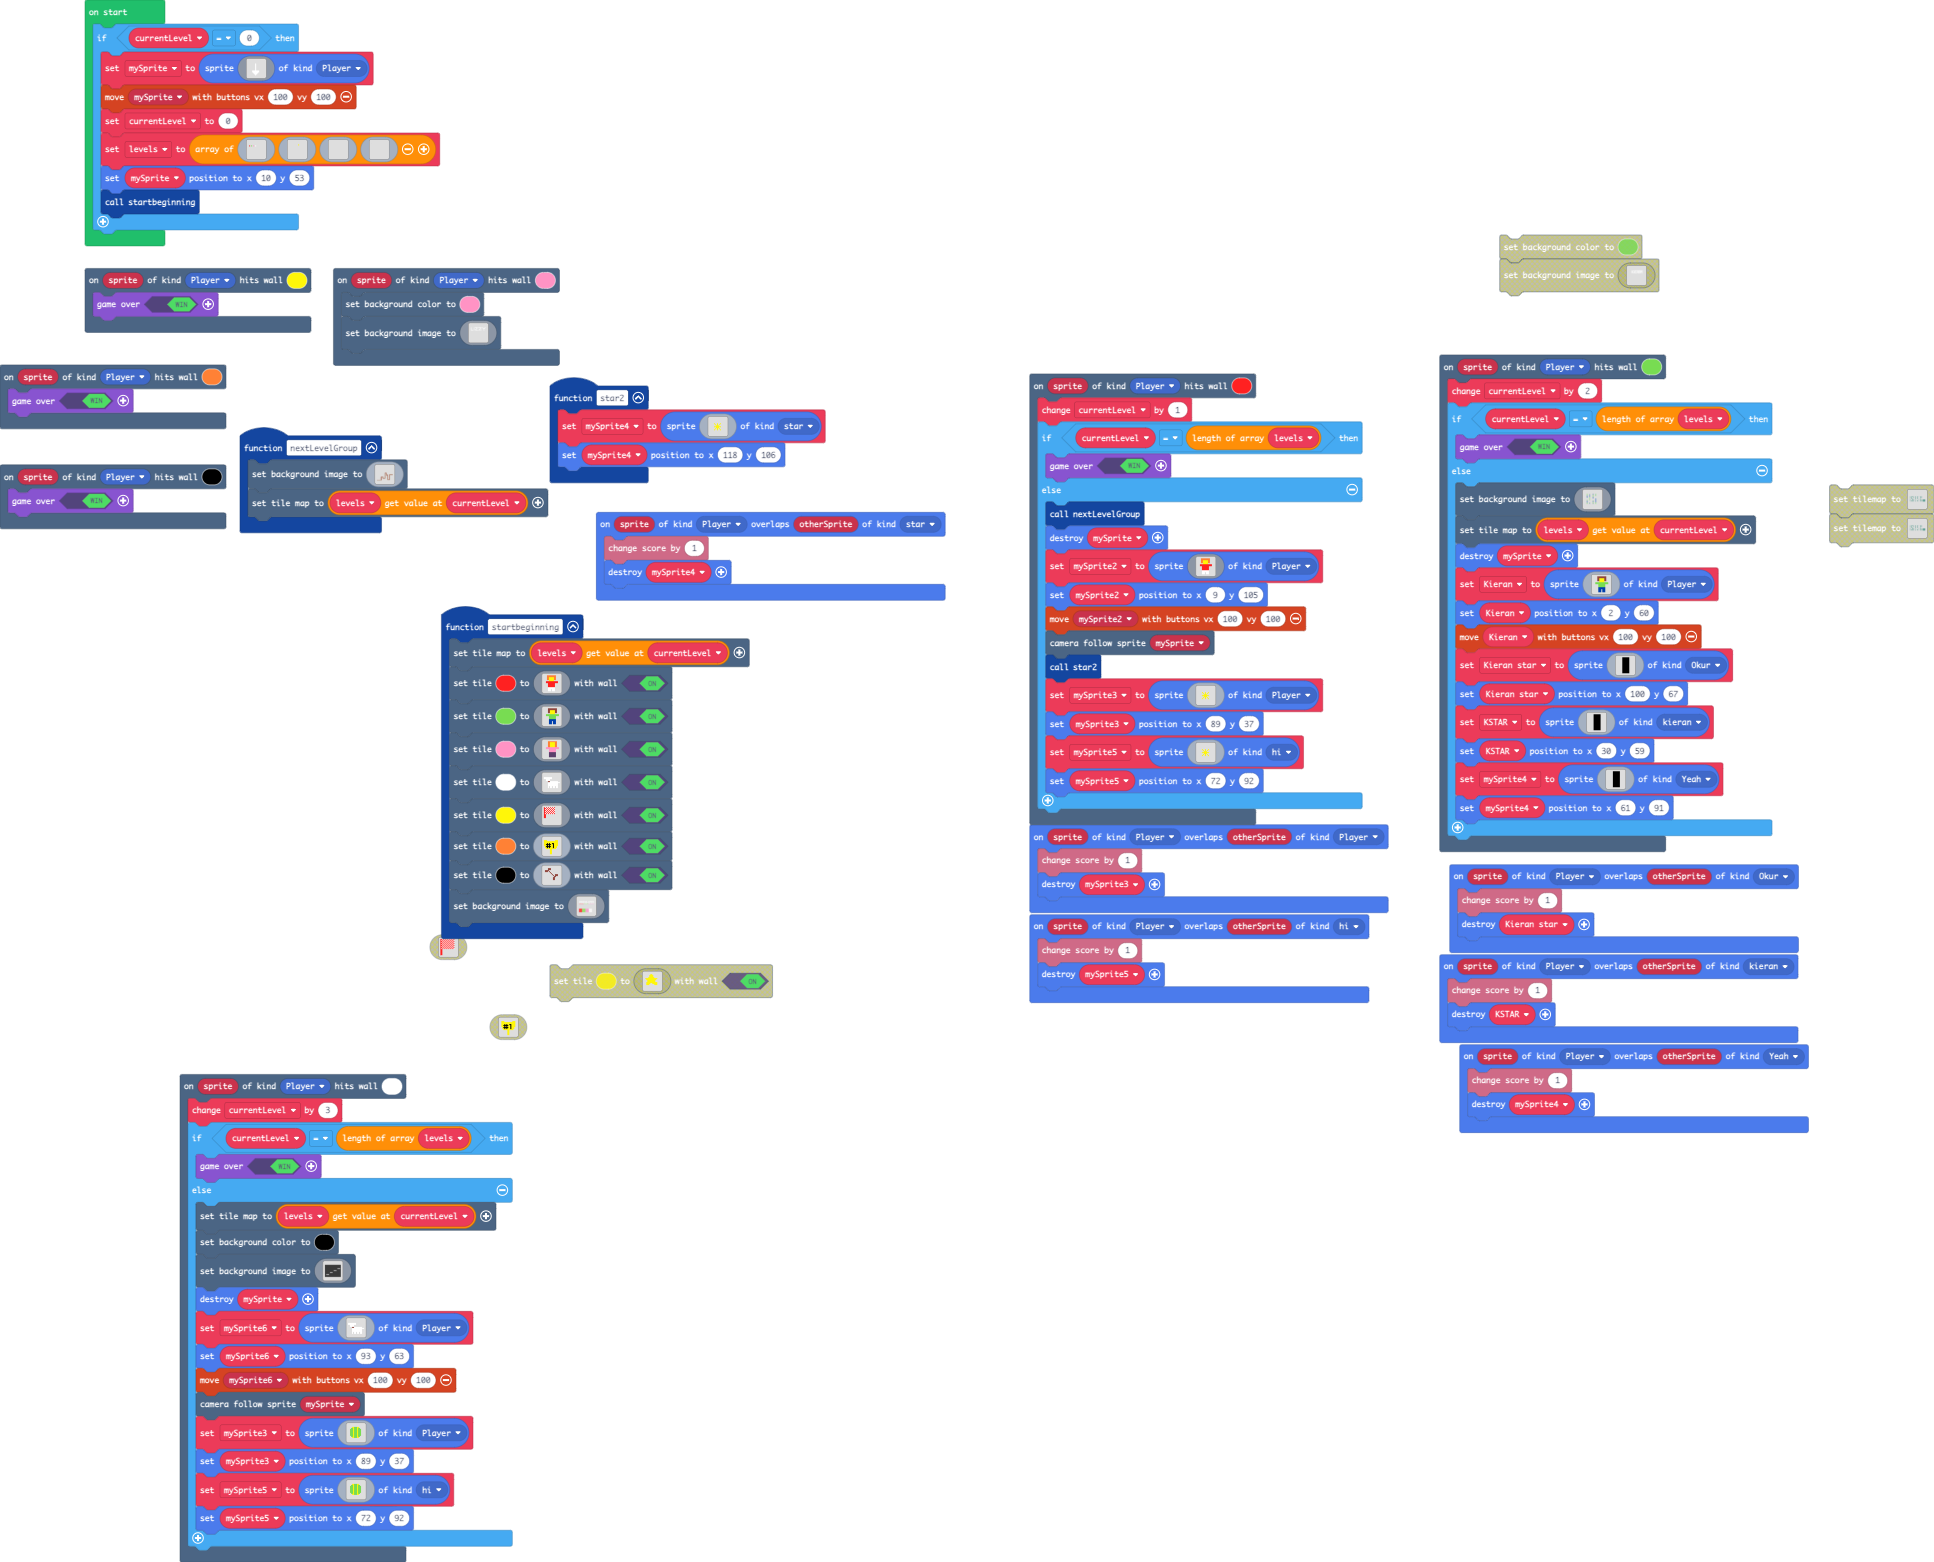 on start
if currentLevel = 0 then
set mySprite to sprite of kind Player
move mySprite with buttons vx 100 vy 100
set currentLevel to 0
set levels to array of
set mySprite position to x 10 y 53
call startbeginning
on sprite of kind Player hits wall
game over WIN
on sprite of kind Player hits wall
set background color to
set background image to
on sprite of kind Player hits wall
game over WIN
on sprite of kind Player hits wall
game over WIN
function nextLevelGroup
set background image to
set tile map to levels get value at currentLevel
function star2
set mySprite4 to sprite of kind star
set mySprite4 position to x 118 y 106
on sprite of kind Player overlaps otherSprite of kind star
change score by 1
destroy mySprite4
function startbeginning
set tile map to levels get value at currentLevel
set tile to with wall ON
set tile to with wall ON
set tile to with wall ON
set tile to with wall ON
set tile to with wall ON
set tile to #1 with wall ON
set tile to with wall ON
set background image to
set tile to with wall ON
#1
on sprite of kind Player hits wall
change currentLevel by 3
if currentLevel = length of array levels then
game over WIN
else
set tile map to levels get value at currentLevel
set background color to
set background image to
destroy mySprite
set mySprite6 to sprite of kind Player
set mySprite6 position to x 93 y 63
move mySprite6 with buttons vx 100 vy 100
camera follow sprite mySprite
set mySprite3 to sprite of kind Player
set mySprite3 position to x 89 y 37
set mySprite5 to sprite of kind hi
set mySprite5 position to x 72 y 92
on sprite of kind Player hits wall
change currentLevel by 1
if currentLevel = length of array levels then
game over WIN
else
call nextLevelGroup
destroy mySprite
set mySprite2 to sprite of kind Player
set mySprite2 position to x 9 y 105
move mySprite2 with buttons vx 100 vy 100
camera follow sprite mySprite
call star2
set mySprite3 to sprite of kind Player
set mySprite3 position to x 89 y 37
set mySprite5 to sprite of kind hi
set mySprite5 position to x 72 y 92
on sprite of kind Player overlaps otherSprite of kind Player
change score by 1
destroy mySprite3
on sprite of kind Player overlaps otherSprite of kind hi
change score by 1
destroy mySprite5
set background color to
set background image to
on sprite of kind Player hits wall
change currentLevel by 2
if currentLevel = length of array levels then
game over WIN
else
set background image to
set tile map to levels get value at currentLevel
destroy mySprite
set Kieran to sprite of kind Player
set Kieran position to x 2 y 60
move Kieran with buttons vx 100 vy 100
set Kieran star to sprite of kind Okur
set Kieran star position to x 100 y 67
set KSTAR to sprite of kind kieran
set KSTAR position to x 30 y 59
set mySprite4 to sprite of kind Yeah
set mySprite4 position to x 61 y 91
on sprite of kind Player overlaps otherSprite of kind Okur
change score by 1
destroy Kieran star
on sprite of kind Player overlaps otherSprite of kind kieran
change score by 1
destroy KSTAR
on sprite of kind Player overlaps otherSprite of kind Yeah
change score by 1
destroy mySprite4
set tilemap to
set tilemap to